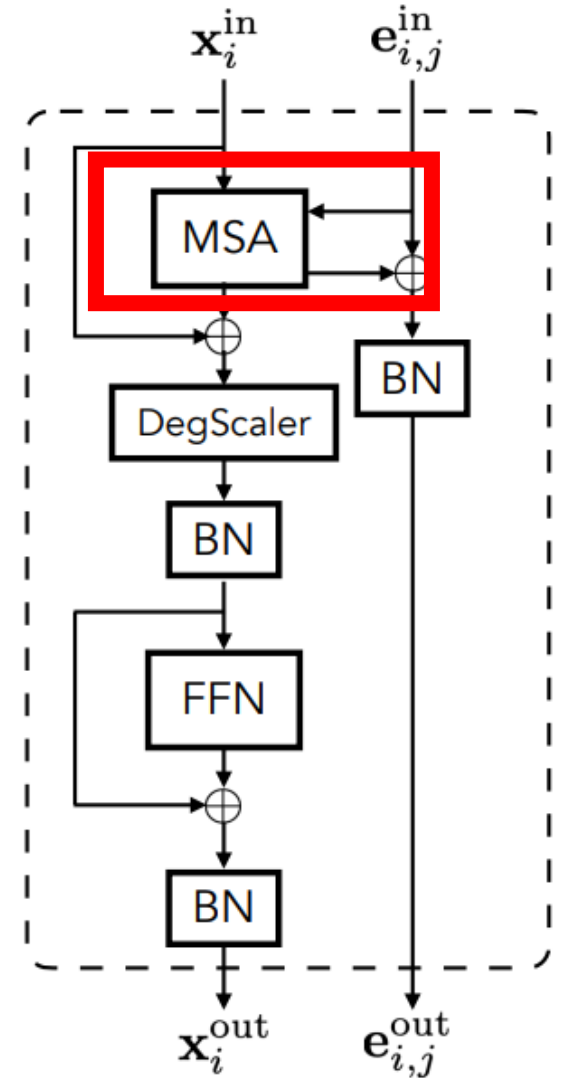 x_i^in e_{i,j}^in
MSA
BN
DegScaler
BN
FFN
BN
x_i^out e_{i,j}^out